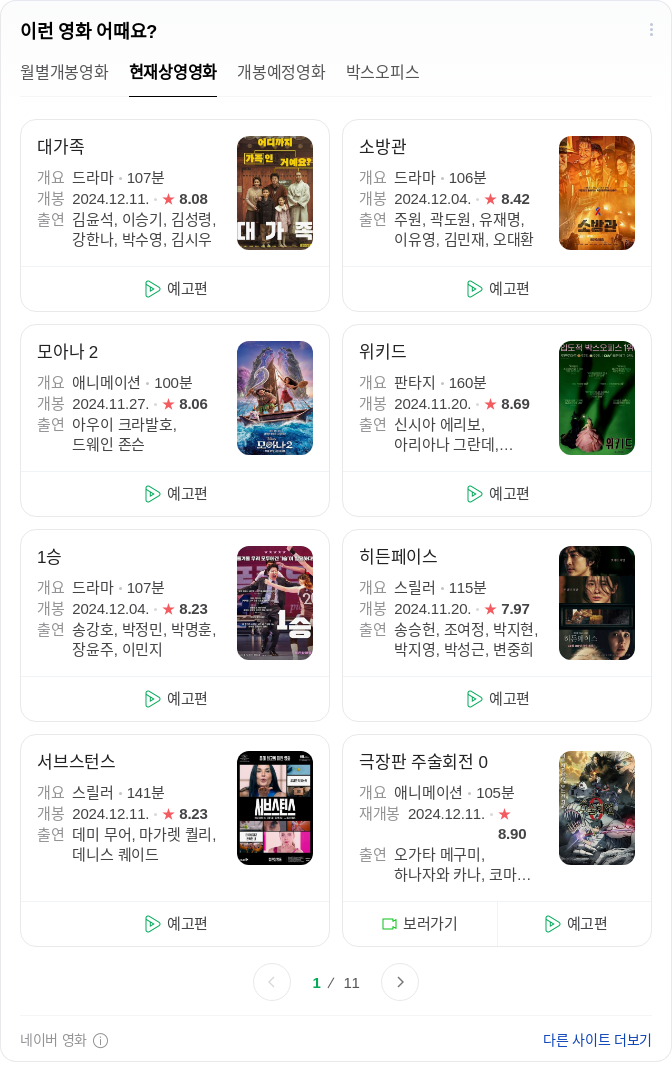 이런 영화 어때요?
월별개봉영화 현재상영영화 개봉예정영화 박스오피스
대가족
개요 드라마 · 107분
개봉 2024.12.11. · ★ 8.08
출연 김윤석, 이승기, 김성령,
강한나, 박수영, 김시우
어디까지
가족인 거예요?
대가족
예고편
소방관
개요 드라마 · 106분
개봉 2024.12.04. · ★ 8.42
출연 주원, 곽도원, 유재명,
이유영, 김민재, 오대환
소방관
예고편
모아나 2
개요 애니메이션 · 100분
개봉 2024.11.27. · ★ 8.06
출연 아우이 크라발호,
드웨인 존슨
모아나2
예고편
위키드
개요 판타지 · 160분
개봉 2024.11.20. · ★ 8.69
출연 신시아 에리보,
아리아나 그란데,…
압도적 박스오피스 1위
위키드
예고편
1승
개요 드라마 · 107분
개봉 2024.12.04. · ★ 8.23
출연 송강호, 박정민, 박명훈,
장윤주, 이민지
1승
예고편
히든페이스
개요 스릴러 · 115분
개봉 2024.11.20. · ★ 7.97
출연 송승헌, 조여정, 박지현,
박지영, 박성근, 변중희
히든페이스
예고편
서브스턴스
개요 스릴러 · 141분
개봉 2024.12.11. · ★ 8.23
출연 데미 무어, 마가렛 퀄리,
데니스 퀘이드
서브스턴스
예고편
극장판 주술회전 0
개요 애니메이션 · 105분
재개봉 2024.12.11. · ★
8.90
출연 오가타 메구미,
하나자와 카나, 코마…
보러가기
예고편
1 / 11
네이버 영화
다른 사이트 더보기